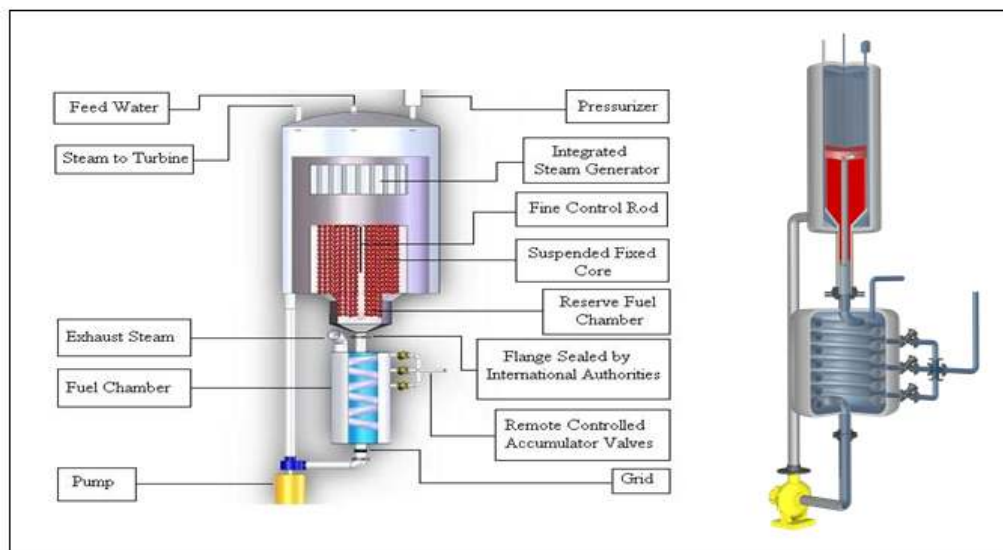 Feed Water
Steam to Turbine
Exhaust Steam
Fuel Chamber
Pump
Pressurizer
Integrated
Steam Generator
Fine Control Rod
Suspended Fixed
Core
Reserve Fuel
Chamber
Flange Sealed by
International Authorities
Remote Controlled
Accumulator Valves
Grid